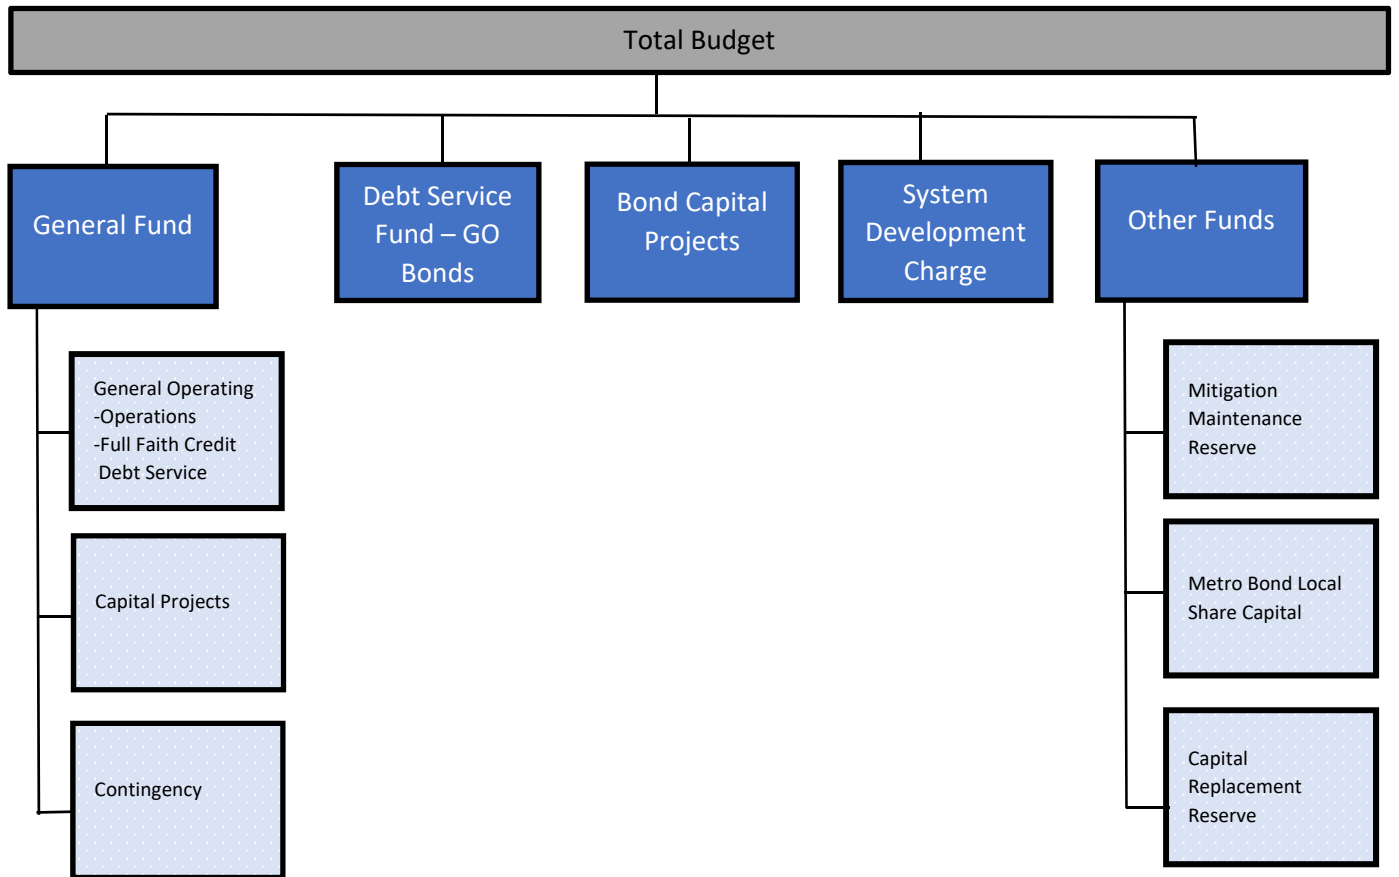 Total Budget
General Fund
Debt Service
Fund – GO
Bonds
Bond Capital
Projects
System
Development
Charge
Other Funds
General Operating
-Operations
-Full Faith Credit
Debt Service
Capital Projects
Contingency
Mitigation
Maintenance
Reserve
Metro Bond Local
Share Capital
Capital
Replacement
Reserve